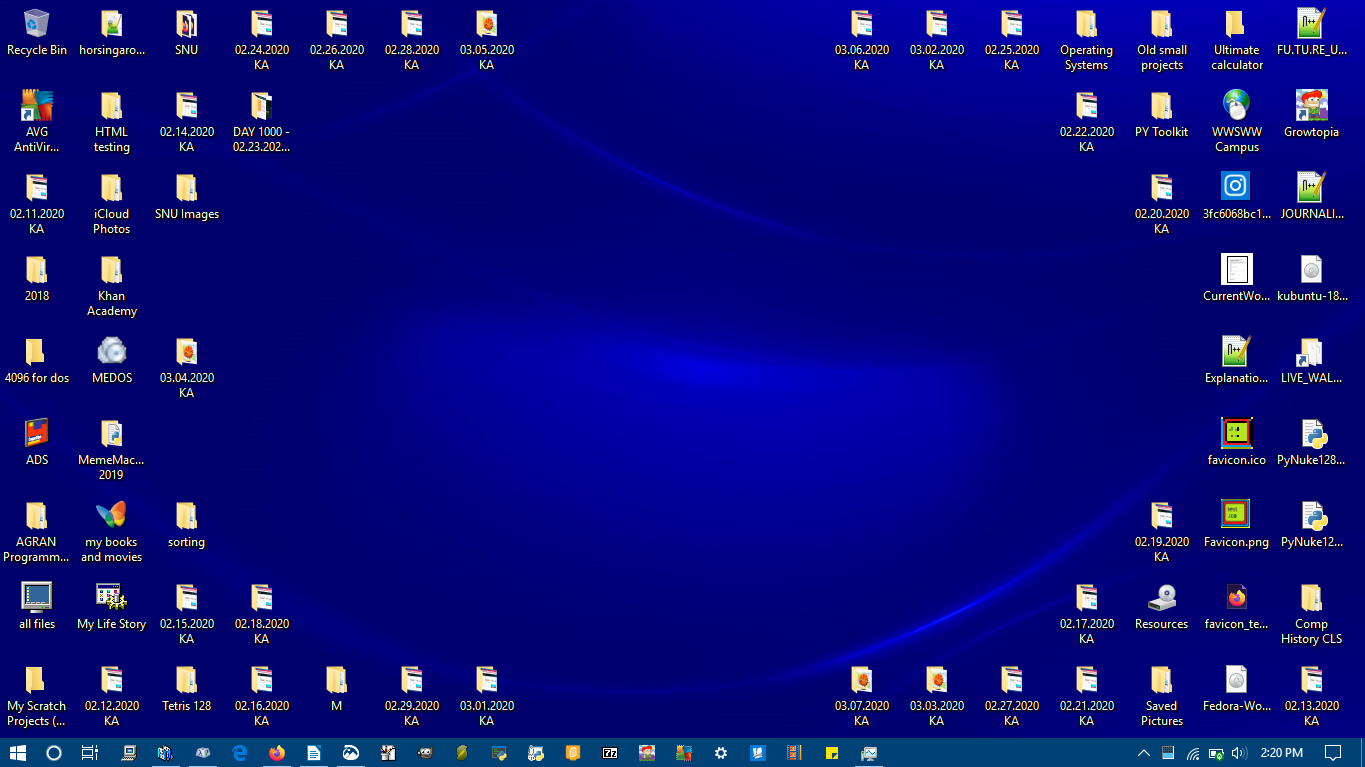 Recycle Bin
horsingaro...
SNU
02.24.2020
KA
02.26.2020
KA
02.28.2020
KA
03.05.2020
KA
03.06.2020
KA
03.02.2020
KA
02.25.2020
KA
Operating
Systems
Old small
projects
Ultimate
calculator
FU.TU.RE_U...
AVG
AntiVir...
HTML
testing
02.14.2020
KA
DAY 1000 -
02.23.202...
02.22.2020
KA
PY Toolkit
WWSWW
Campus
Growtopia
02.11.2020
KA
iCloud
Photos
SNU Images
02.20.2020
KA
3fc6068bc1...
JOURNALI...
2018
Khan
Academy
CurrentWo...
kubuntu-18...
4096 for dos
MEDOS
03.04.2020
KA
Explanatio...
LIVE_WAL...
ADS
MemeMac...
2019
favicon.ico
PyNuke128...
AGRAN
Programm...
my books
and movies
sorting
02.19.2020
KA
Favicon.png
PyNuke12...
all files
My Life Story
02.15.2020
KA
02.18.2020
KA
02.17.2020
KA
Resources
favicon_te...
Comp
History CLS
My Scratch
Projects (...
02.12.2020
KA
Tetris 128
02.16.2020
KA
M
02.29.2020
KA
03.01.2020
KA
03.07.2020
KA
03.03.2020
KA
02.27.2020
KA
02.21.2020
KA
Saved
Pictures
Fedora-Wo...
02.13.2020
KA
2:20 PM